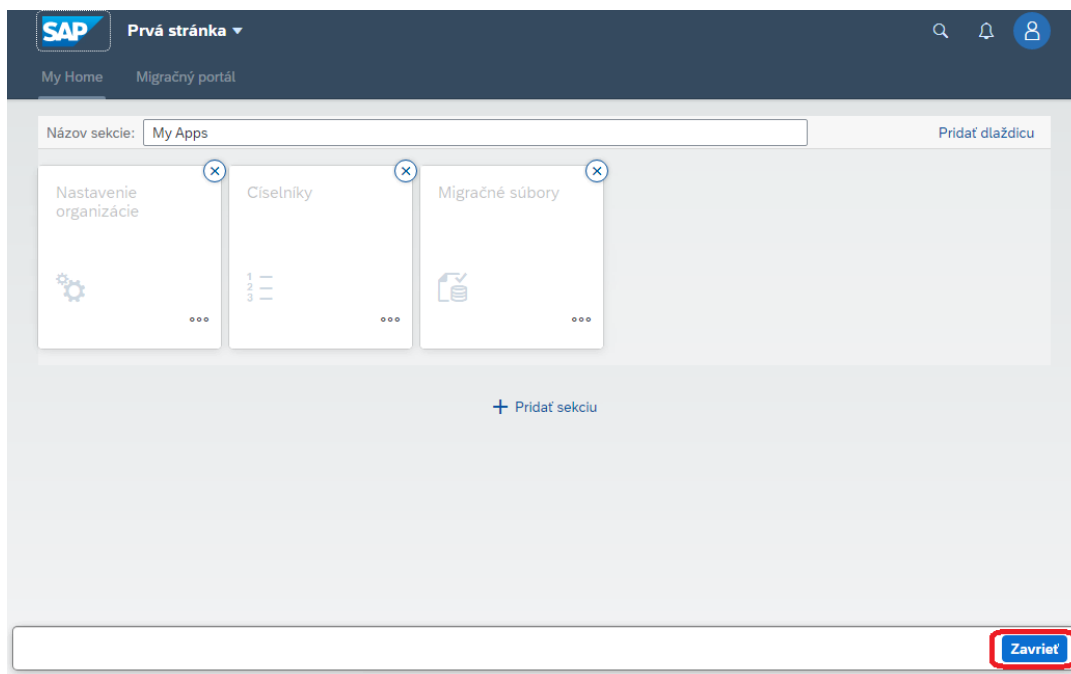 SAP Prvá stránka
My Home Migračný portál
Názov sekcie: My Apps Pridať dlaždicu
Nastavenie
organizácie
Císelníky
1
2
3
Migračné súbory
Pridať sekciu
Zavrieť